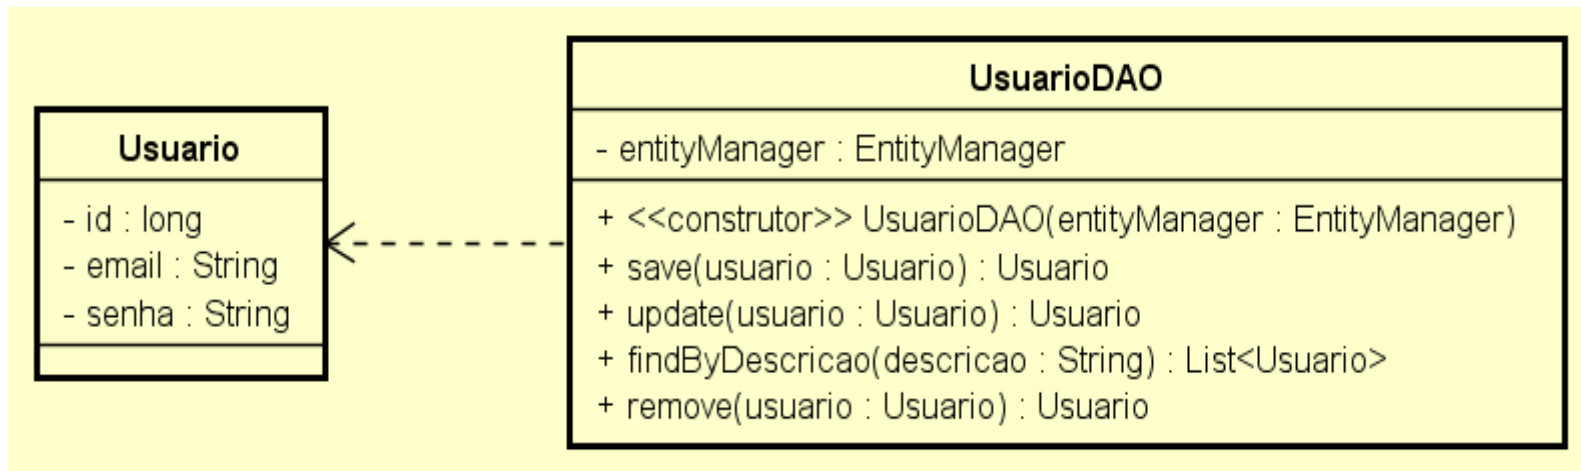 Usuario
- id : long
- email : String
- senha : String
UsuarioDAO
- entityManager : EntityManager
+ <<construtor>> UsuarioDAO(entityManager : EntityManager)
+ save(usuario : Usuario) : Usuario
+ update(usuario : Usuario) : Usuario
+ findByDescricao(descricao : String) : List<Usuario>
+ remove(usuario : Usuario) : Usuario